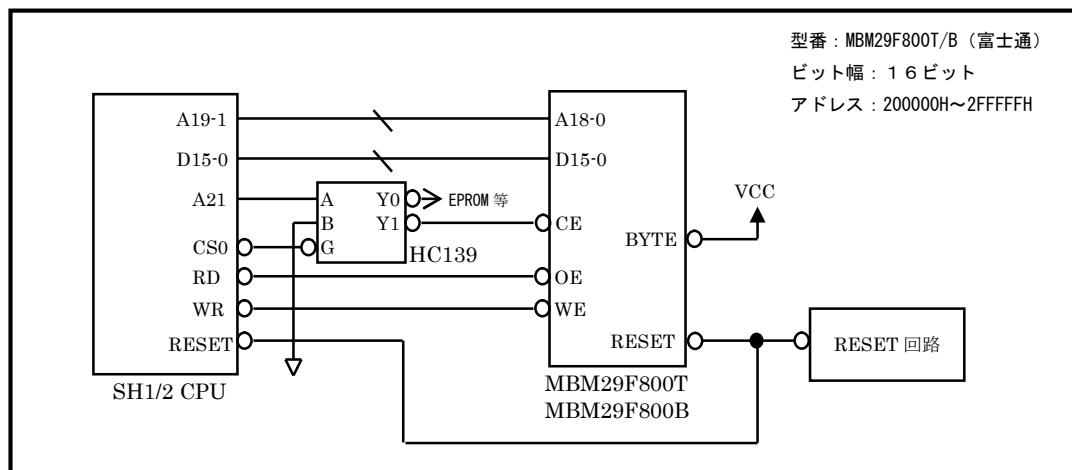 型番：MBM29F800T/B（富士通）
ビット幅：１６ビット
アドレス：200000H～2FFFFFH
A19-1
A18-0
D15-0
D15-0
A21
A
Y0
EPROM 等
VCC
B
Y1
CE
BYTE
CS0
G
HC139
RD
OE
WR
WE
RESET
RESET
RESET 回路
SH1/2 CPU
MBM29F800T
MBM29F800B